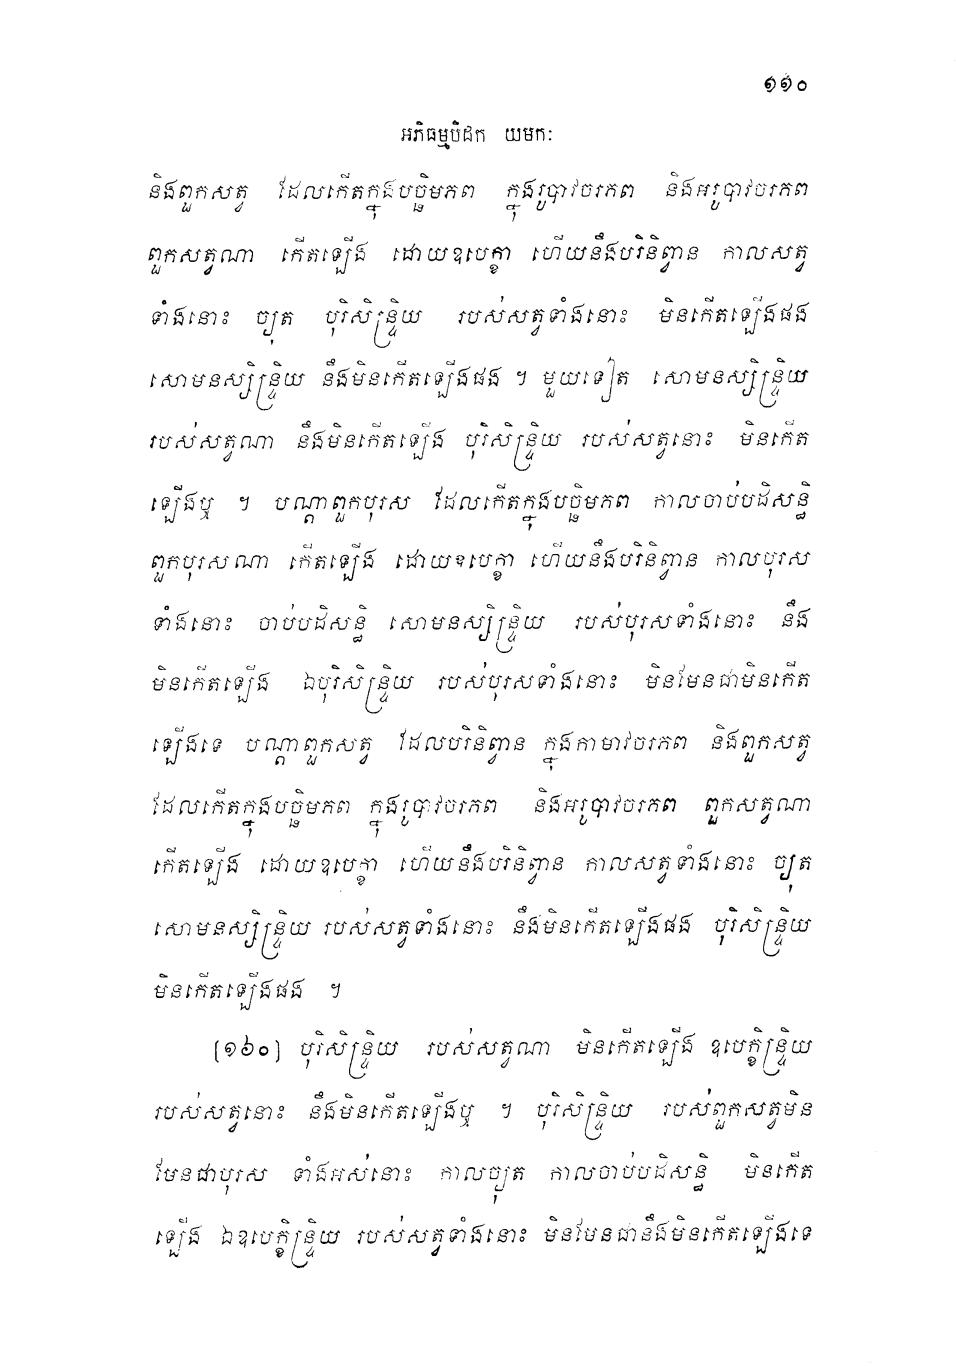 ១១០
អភិធម្មបិដក យមកៈ
និងពួកសត្វ ដែលកើតក្នុងបច្ឆិមភព ក្នុងរូបាវចរភព និងអរូបាវចរភព
ពួកសត្វណា កើតឡើង ដោយឧបេក្ខា ហើយនឹងបរិនិព្វាន កាលសត្វ
ទាំងនោះ ច្យុត បុរិសិន្ទ្រិយ របស់សត្វទាំងនោះ មិនកើតឡើងផង
សោមនស្សិន្ទ្រិយ នឹងមិនកើតឡើងផង ។ មួយទៀត សោមនស្សិន្ទ្រិយ
របស់សត្វណា នឹងមិនកើតឡើង បុរិសិន្ទ្រិយ របស់សត្វនោះ មិនកើត
ឡើងឬ ។ បណ្ដាពួកបុរស ដែលកើតក្នុងបច្ឆិមភព កាលចាប់បដិសន្ធិ
ពួកបុរសណា កើតឡើង ដោយឧបេក្ខា ហើយនឹងបរិនិព្វាន កាលបុរស
ទាំងនោះ ចាប់បដិសន្ធិ សោមនស្សិន្ទ្រិយ របស់បុរសទាំងនោះ នឹង
មិនកើតឡើង ឯបុរិសិន្ទ្រិយ របស់បុរសទាំងនោះ មិនមែនជាមិនកើត
ឡើងទេ បណ្ដាពួកសត្វ ដែលបរិនិព្វាន ក្នុងកាមាវចរភព និងពួកសត្វ
ដែលកើតក្នុងបច្ឆិមភព ក្នុងរូបាវចរភព និងអរូបាវចរភព ពួកសត្វណា
កើតឡើង ដោយឧបេក្ខា ហើយនឹងបរិនិព្វាន កាលសត្វទាំងនោះ ច្យុត
សោមនស្សិន្ទ្រិយ របស់សត្វទាំងនោះ នឹងមិនកើតឡើងផង បុរិសិន្ទ្រិយ
មិនកើតឡើងផង ។
[១៦០] បុរិសិន្ទ្រិយ របស់សត្វណា មិនកើតឡើង ឧបេក្ខិន្ទ្រិយ
របស់សត្វនោះ នឹងមិនកើតឡើងឬ ។ បុរិសិន្ទ្រិយ របស់ពួកសត្វមិន
មែនជាបុរស ទាំងអស់នោះ កាលច្យុត កាលចាប់បដិសន្ធិ មិនកើត
ឡើង ឯឧបេក្ខិន្ទ្រិយ របស់សត្វទាំងនោះ មិនមែនជានឹងមិនកើតឡើងទេ